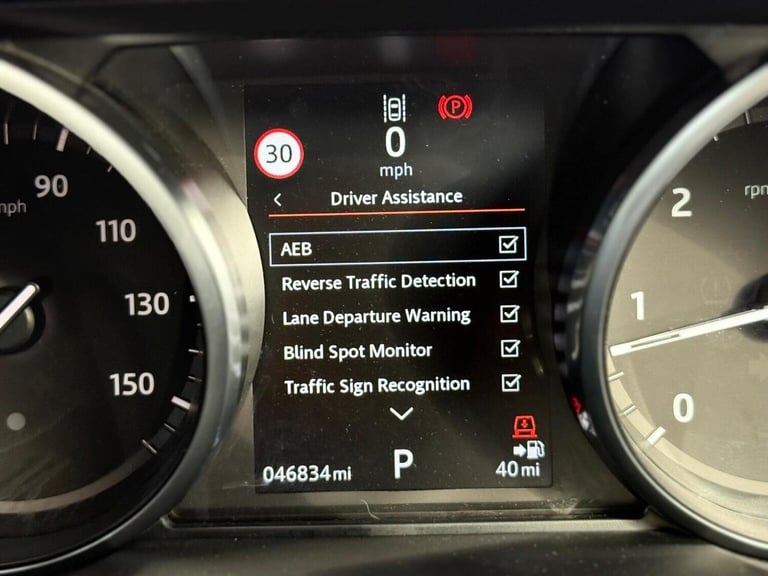 P
30
0
mph
Driver Assistance
AEB
Reverse Traffic Detection
Lane Departure Warning
Blind Spot Monitor
Traffic Sign Recognition
046834mi
P
40 mi
mph
90
110
130
150
rpm
2
1
0